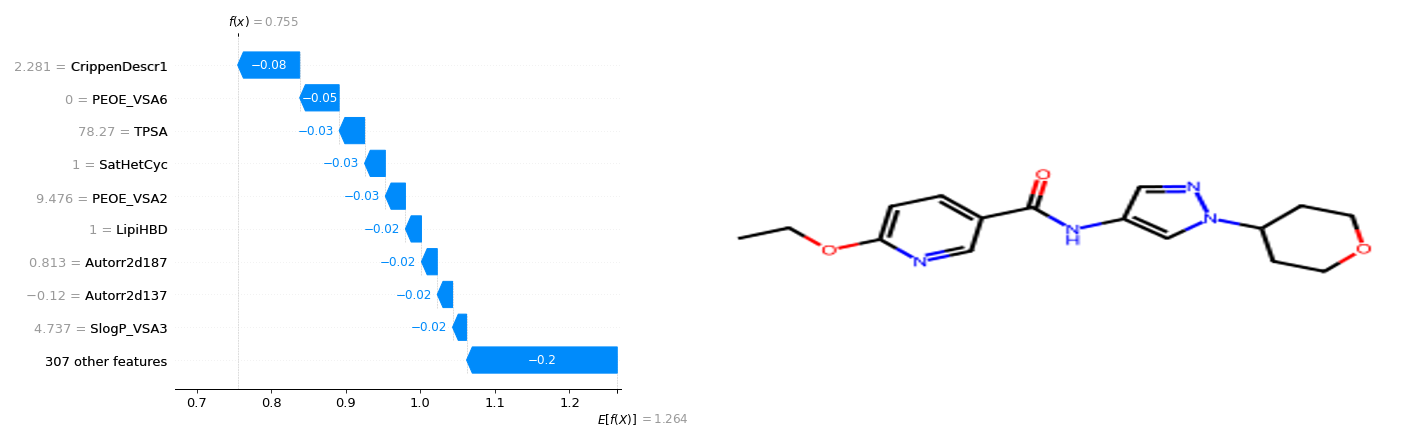 f(x) = 0.755
2.281 = CrippenDescr1
−0.08
0 = PEOE_VSA6
−0.05
78.27 = TPSA
−0.03
1 = SatHetCyc
−0.03
9.476 = PEOE_VSA2
−0.03
1 = LipiHBD
−0.02
0.813 = Autorr2d187
−0.02
−0.12 = Autorr2d137
−0.02
4.737 = SlogP_VSA3
−0.02
307 other features
−0.2
0.7 0.8 0.9 1.0 1.1 1.2
E[f(X)] = 1.264
O
N
N
H
N
O
N
O